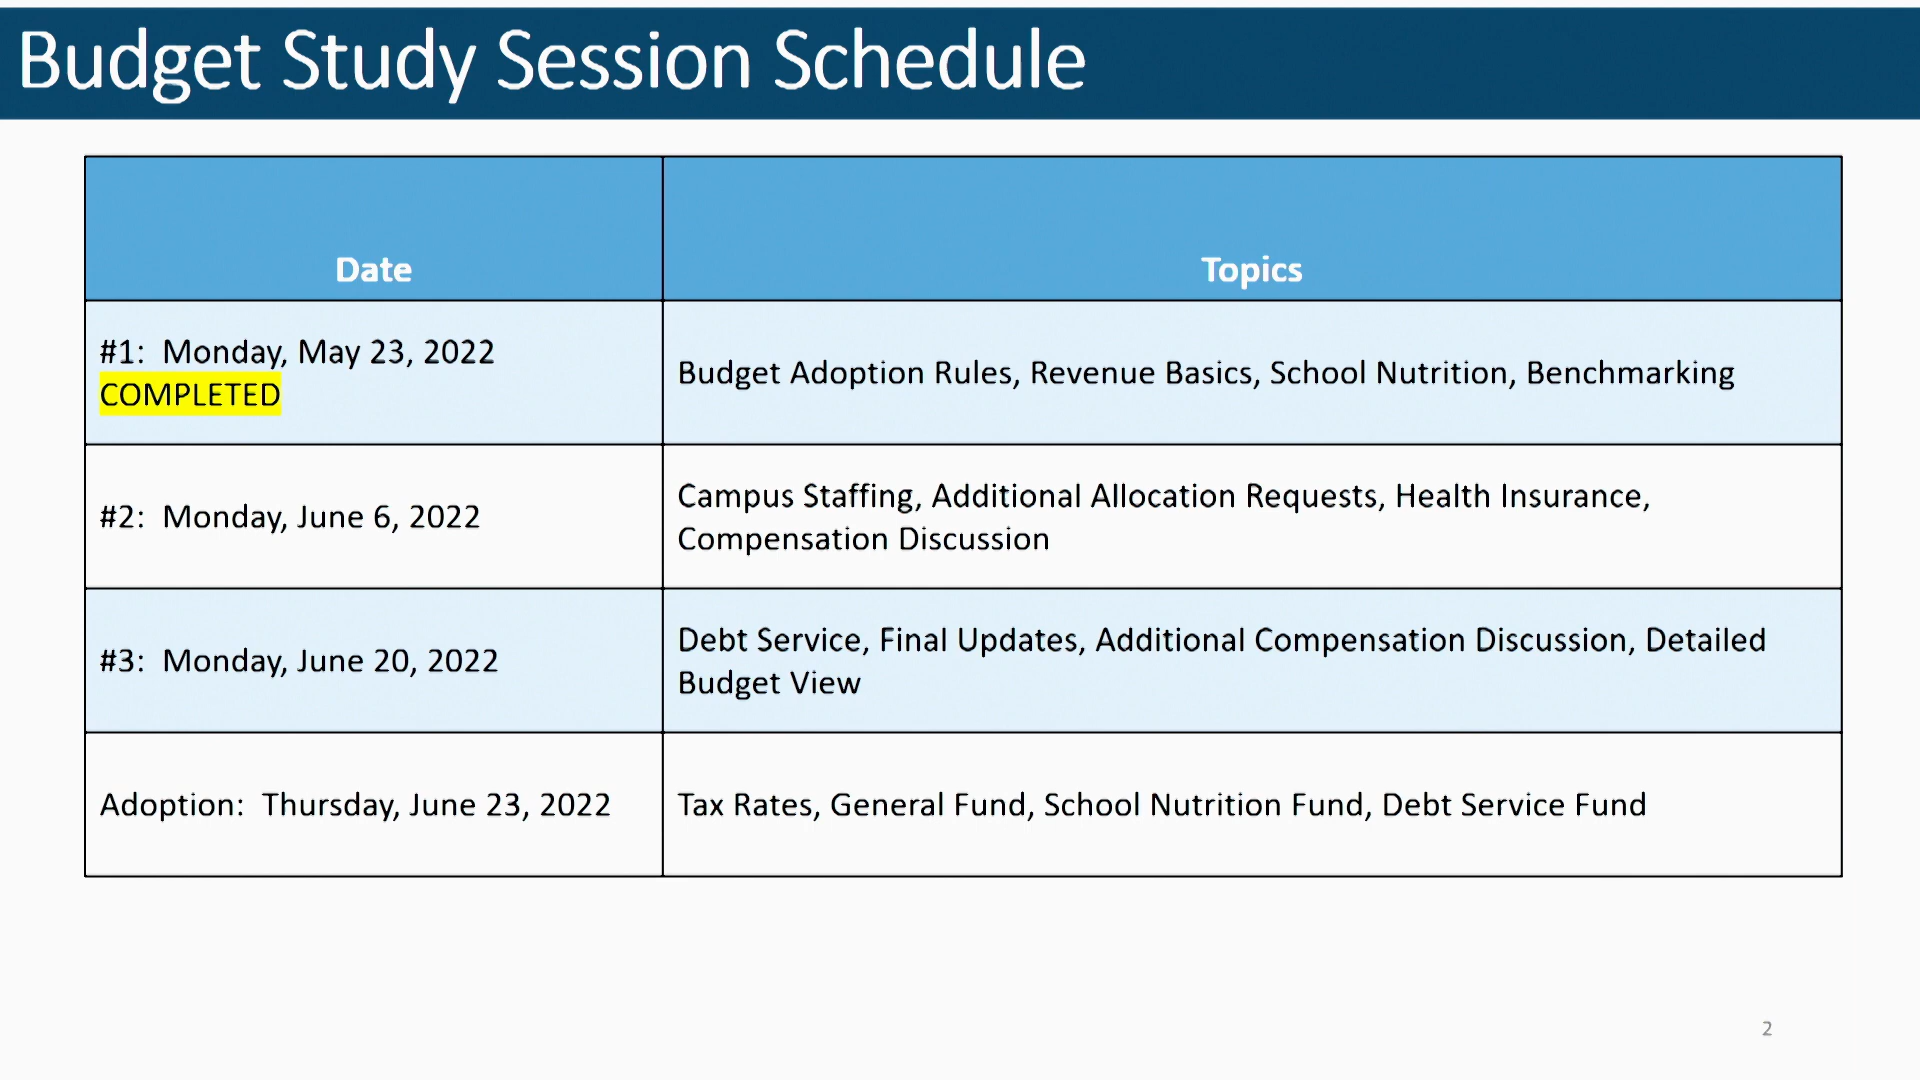 Budget Study Session Schedule
Date
Topics
#1:  Monday, May 23, 2022
COMPLETED
Budget Adoption Rules, Revenue Basics, School Nutrition, Benchmarking
#2:  Monday, June 6, 2022
Campus Staffing, Additional Allocation Requests, Health Insurance,
Compensation Discussion
#3:  Monday, June 20, 2022
Debt Service, Final Updates, Additional Compensation Discussion, Detailed
Budget View
Adoption:  Thursday, June 23, 2022
Tax Rates, General Fund, School Nutrition Fund, Debt Service Fund
2